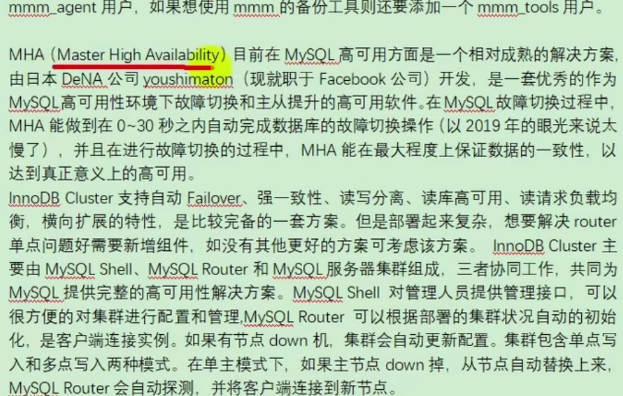 mmm_agent 用户，如果想使用 mmm 的备份工具则还要添加一个 mmm_tools 用户。
MHA（Master High Availability）目前在 MySQL 高可用方面是一个相对成熟的解决方案，
由日本 DeNA 公司 youshimaton（现就职于 Facebook 公司）开发，是一套优秀的作为
MySQL高可用性环境下故障切换和主从提升的高可用软件。在 MySQL 故障切换过程中，
MHA 能做到在 0~30 秒之内自动完成数据库的故障切换操作（以 2019 年的眼光来说太
慢了），并且在进行故障切换的过程中，MHA 能在最大程度上保证数据的一致性，以
达到真正意义上的高可用。
InnoDB Cluster 支持自动 Failover、强一致性、读写分离、读库高可用、读请求负载均
衡，横向扩展的特性，是比较完备的一套方案。但是部署起来复杂，想要解决 router
单点问题好需要新增组件，如没有其他更好的方案可考虑该方案。 InnoDB Cluster 主
要由 MySQL Shell、MySQL Router 和 MySQL 服务器集群组成，三者协同工作，共同为
MySQL 提供完整的高可用性解决方案。MySQL Shell 对管理人员提供管理接口，可以
很方便的对集群进行配置和管理,MySQL Router 可以根据部署的集群状况自动的初始
化，是客户端连接实例。如果有节点 down 机，集群会自动更新配置。集群包含单点写
入和多点写入两种模式。在单主模式下，如果主节点 down 掉，从节点自动替换上来，
MySQL Router 会自动探测，并将客户端连接到新节点。